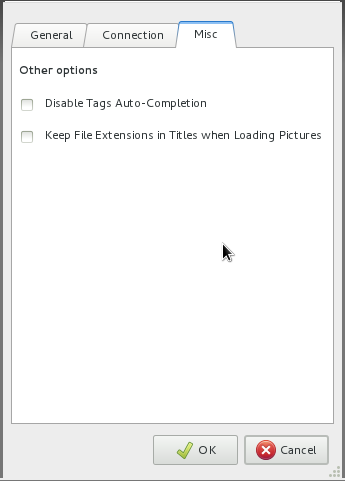 General Connection Misc
Other options
Disable Tags Auto-Completion
Keep File Extensions in Titles when Loading Pictures
OK Cancel